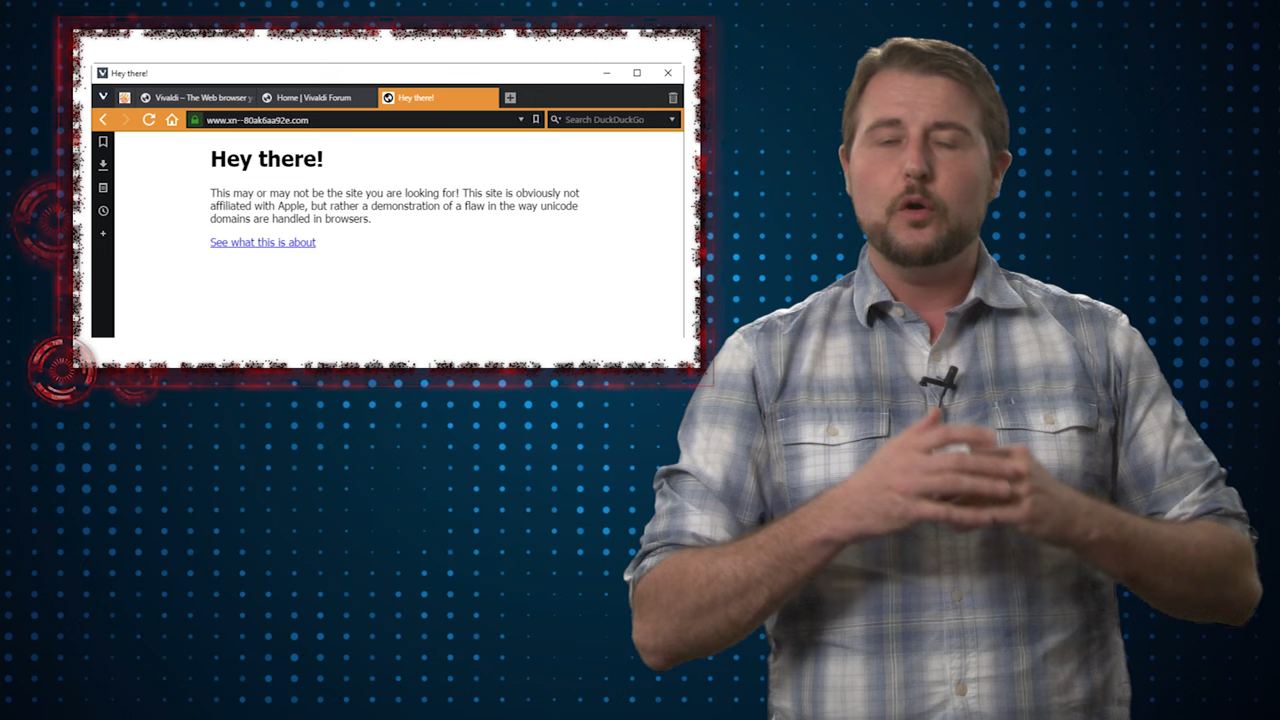 Hey there!
Vivaldi – The Web browser y
Home | Vivaldi Forum
Hey there!
www.xn--80ak6aa92e.com
Search DuckDuckGo
Hey there!
This may or may not be the site you are looking for! This site is obviously not
affiliated with Apple, but rather a demonstration of a flaw in the way unicode
domains are handled in browsers.
See what this is about